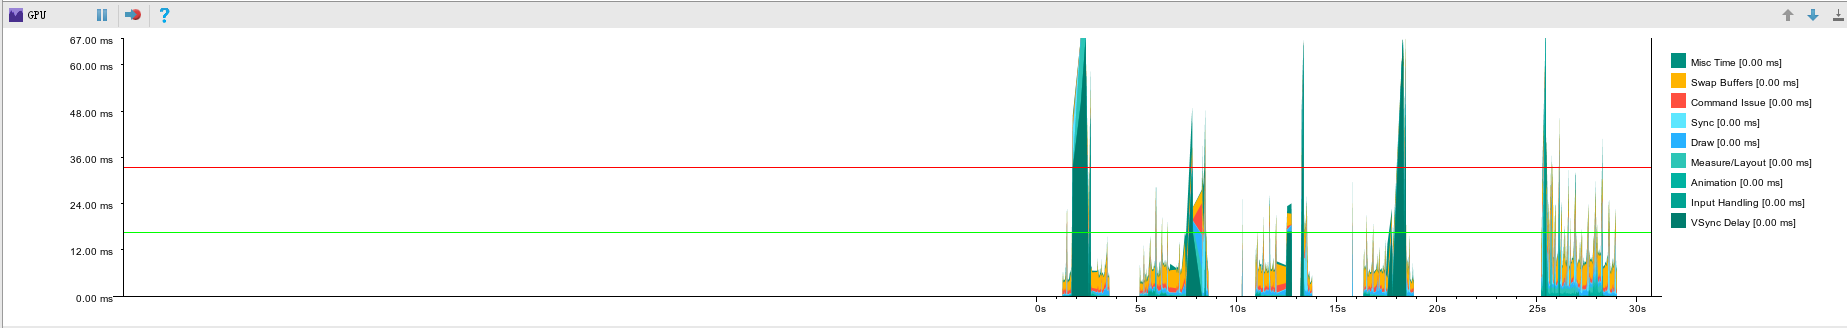 GPU
?
67.00 ms
60.00 ms
48.00 ms
36.00 ms
24.00 ms
12.00 ms
0.00 ms
0s
5s
10s
15s
20s
25s
30s
Misc Time [0.00 ms]
Swap Buffers [0.00 ms]
Command Issue [0.00 ms]
Sync [0.00 ms]
Draw [0.00 ms]
Measure/Layout [0.00 ms]
Animation [0.00 ms]
Input Handling [0.00 ms]
VSync Delay [0.00 ms]